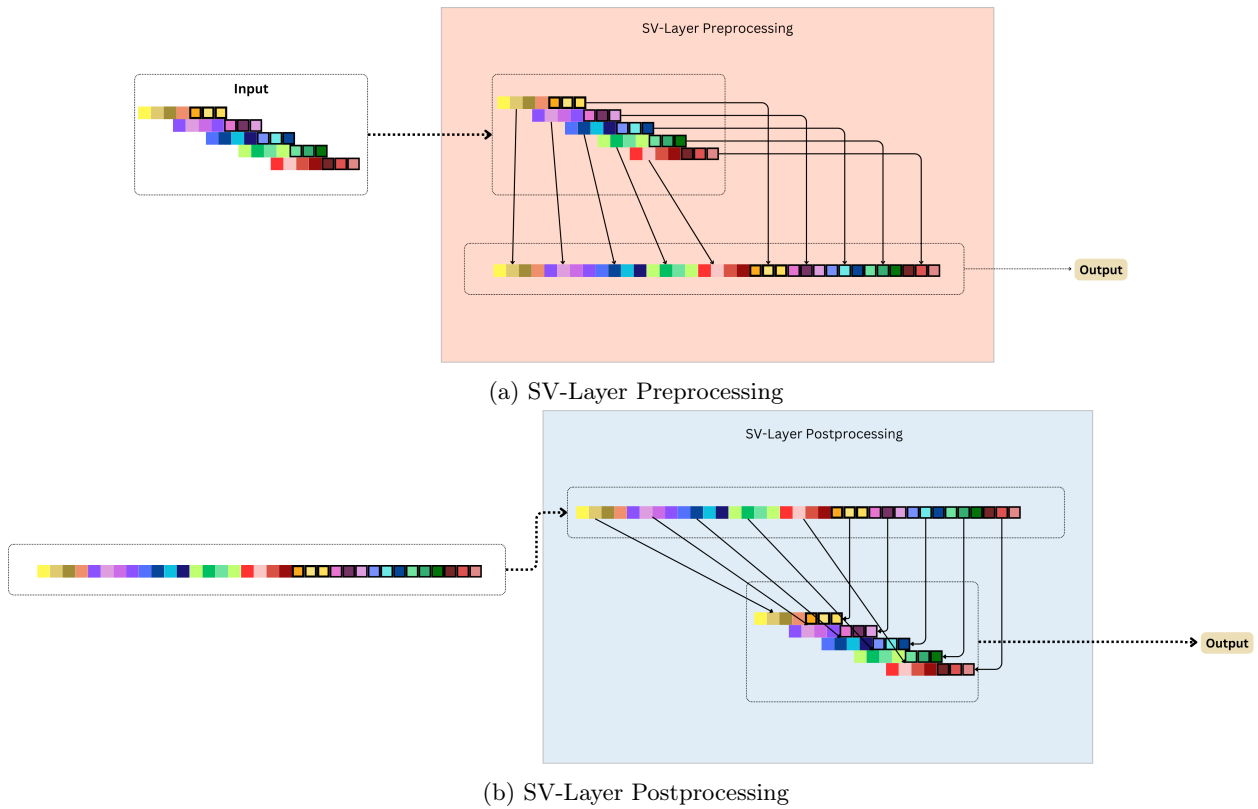 SV-Layer Preprocessing
Input
Output
(a) SV-Layer Preprocessing
SV-Layer Postprocessing
Output
(b) SV-Layer Postprocessing